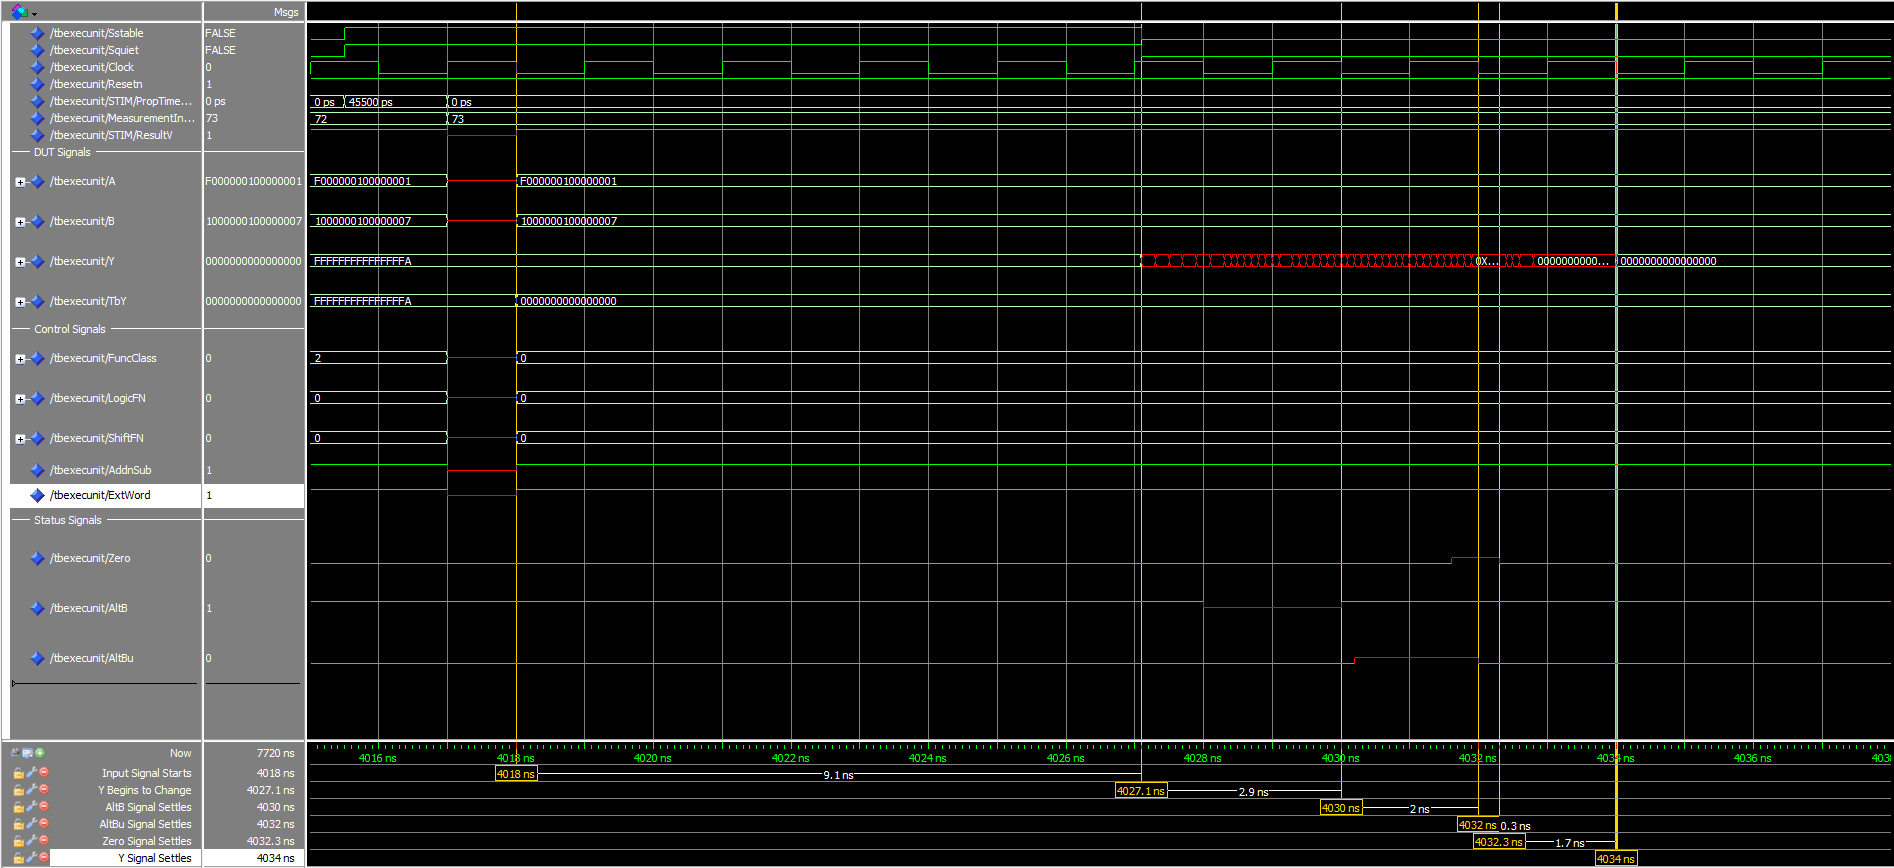 Msgs
/tbexecunit/Sstable FALSE
/tbexecunit/Squiet FALSE
/tbexecunit/Clock 0
/tbexecunit/Resetn 1
/tbexecunit/STIM/PropTime... 0 ps 0 ps 45500 ps 0 ps
/tbexecunit/MeasurementIn... 73 72 73
/tbexecunit/STIM/ResultV 1
DUT Signals
/tbexecunit/A F000000100000001 F000000100000001 F000000100000001
/tbexecunit/B 1000000100000007 1000000100000007 1000000100000007
/tbexecunit/Y 0000000000000000 FFFFFFFFFFFFFFFA 0X... 0000000000... 0000000000000000
/tbexecunit/TbY 0000000000000000 FFFFFFFFFFFFFFFA 0000000000000000
Control Signals
/tbexecunit/FuncClass 0 2 0
/tbexecunit/LogicFN 0 0 0
/tbexecunit/ShiftFN 0 0 0
/tbexecunit/AddnSub 1
/tbexecunit/ExtWord 1
Status Signals
/tbexecunit/Zero 0
/tbexecunit/AltB 1
/tbexecunit/AltBu 0
Now 7720 ns 4016 ns 4018 ns 4020 ns 4022 ns 4024 ns 4026 ns 4028 ns 4030 ns 4032 ns 4034 ns 4036 ns
Input Signal Starts 4018 ns 4018 ns 9.1 ns
Y Begins to Change 4027.1 ns 4027.1 ns 2.9 ns
AltB Signal Settles 4030 ns 4030 ns 2 ns
AltBu Signal Settles 4032 ns 4032 ns 0.3 ns
Zero Signal Settles 4032.3 ns 4032.3 ns 1.7 ns
Y Signal Settles 4034 ns 4034 ns